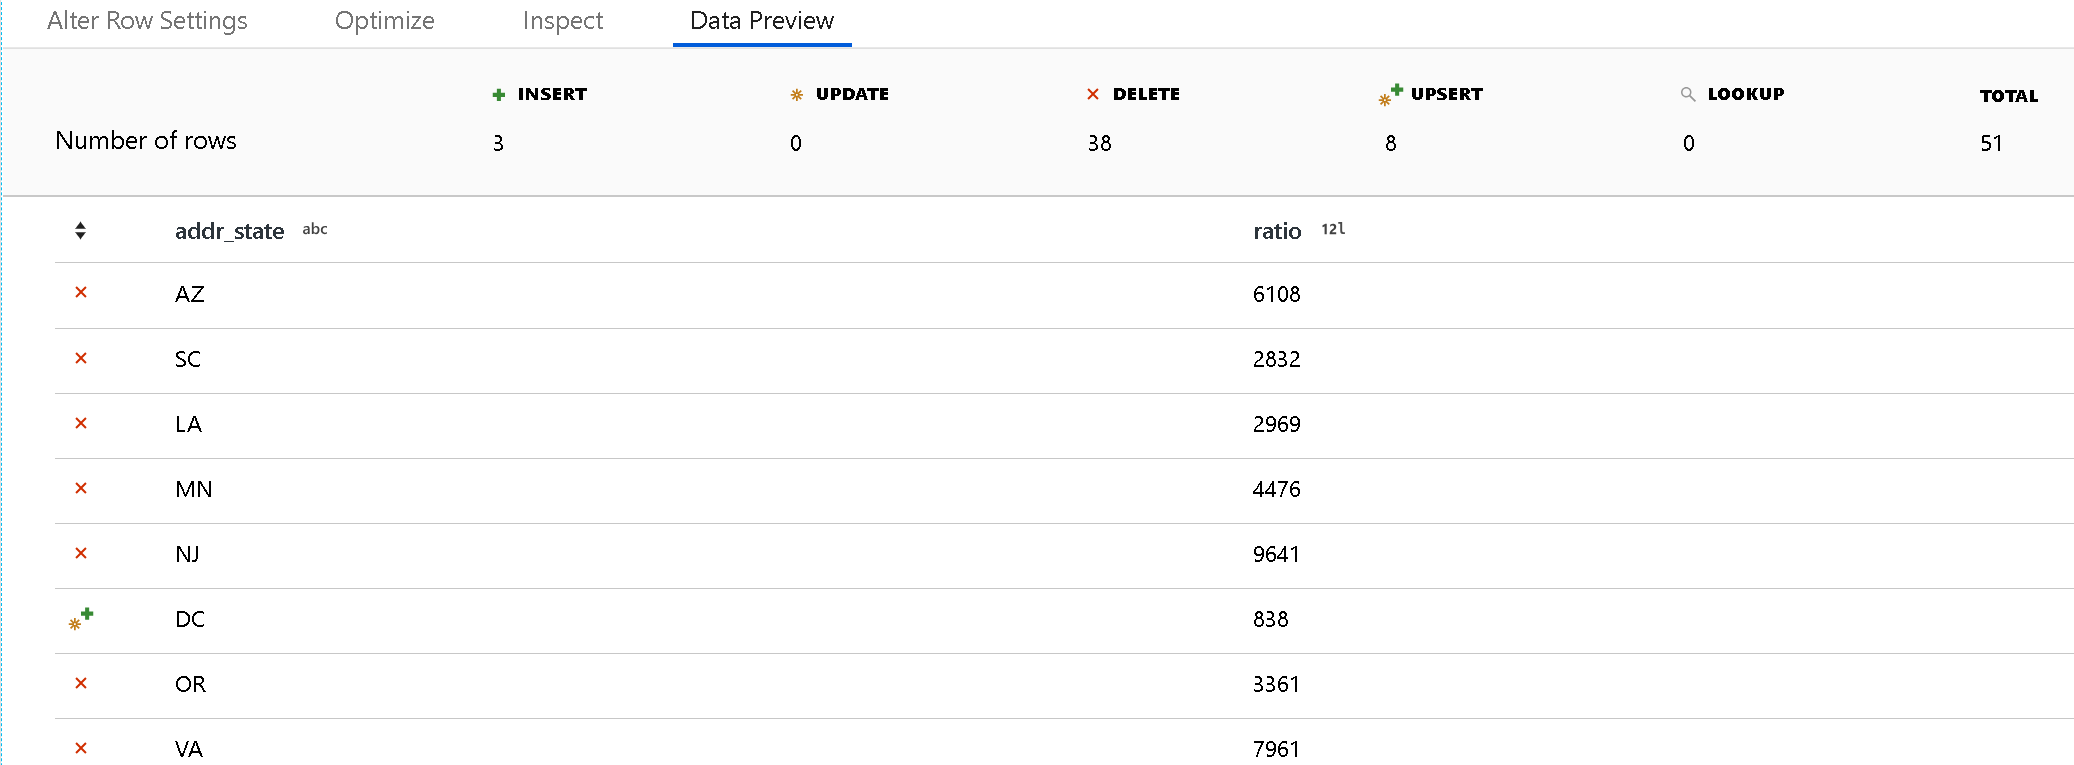 Alter Row Settings Optimize Inspect Data Preview
INSERT UPDATE DELETE UPSERT LOOKUP TOTAL
Number of rows 3 0 38 8 0 51
addr_state abc ratio 12l
AZ 6108
SC 2832
LA 2969
MN 4476
NJ 9641
DC 838
OR 3361
VA 7961